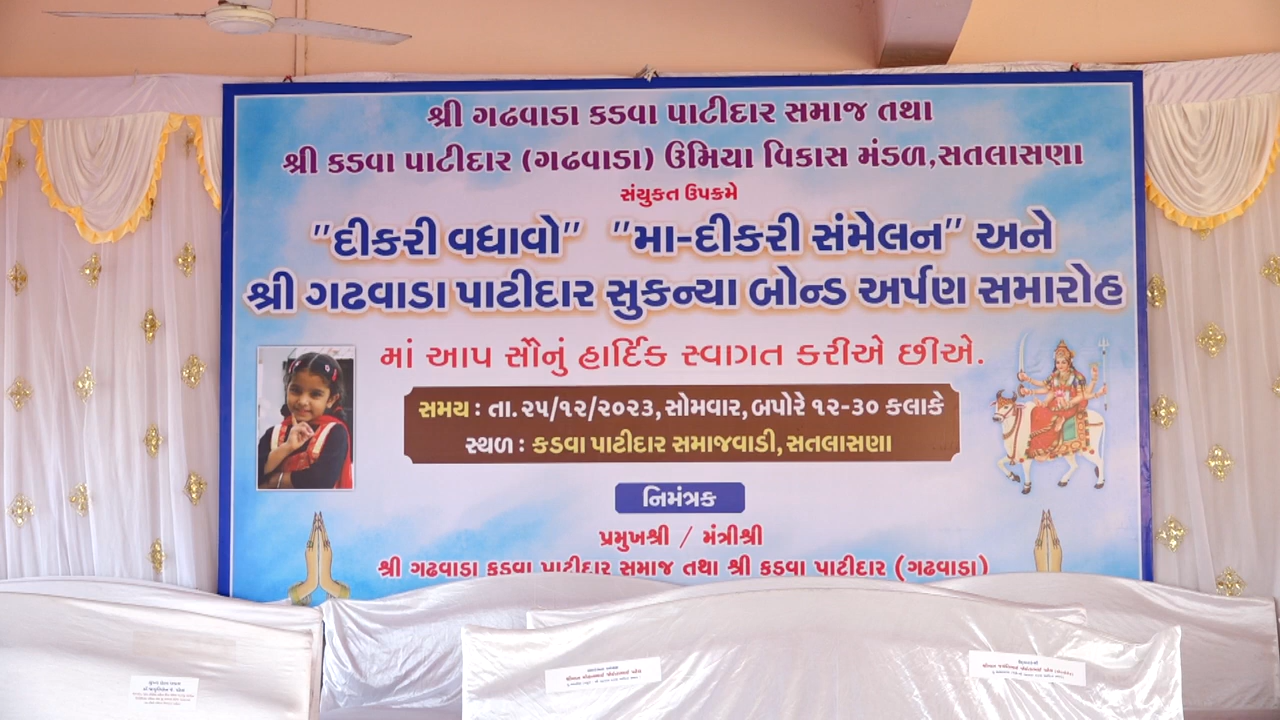 શ્રી ગઢવાડા કડવા પાટીદાર સમાજ તથા
શ્રી કડવા પાટીદાર (ગઢવાડા) ઉમિયા વિકાસ મંડળ,સતલાસણા
સંયુકત ઉપક્રમે
"દીકરી વધાવો" "મા-દીકરી સંમેલન" અને
શ્રી ગઢવાડા પાટીદાર સુકન્યા બોન્ડ અર્પણ સમારોહ
માં આપ સૌનું હાર્દિક સ્વાગત કરીએ છીએ.
સમય : તા.૨૫/૧૨/૨૦૨૩,સોમવાર,બપોરે ૧૨-૩૦ કલાકે
સ્થળ : કડવા પાટીદાર સમાજવાડી,સતલાસણા
નિમંત્રક
પ્રમુખશ્રી / મંત્રીશ્રી
શ્રી ગઢવાડા કડવા પાટીદાર સમાજ તથા શ્રી કડવા પાટીદાર (ગઢવાડા)